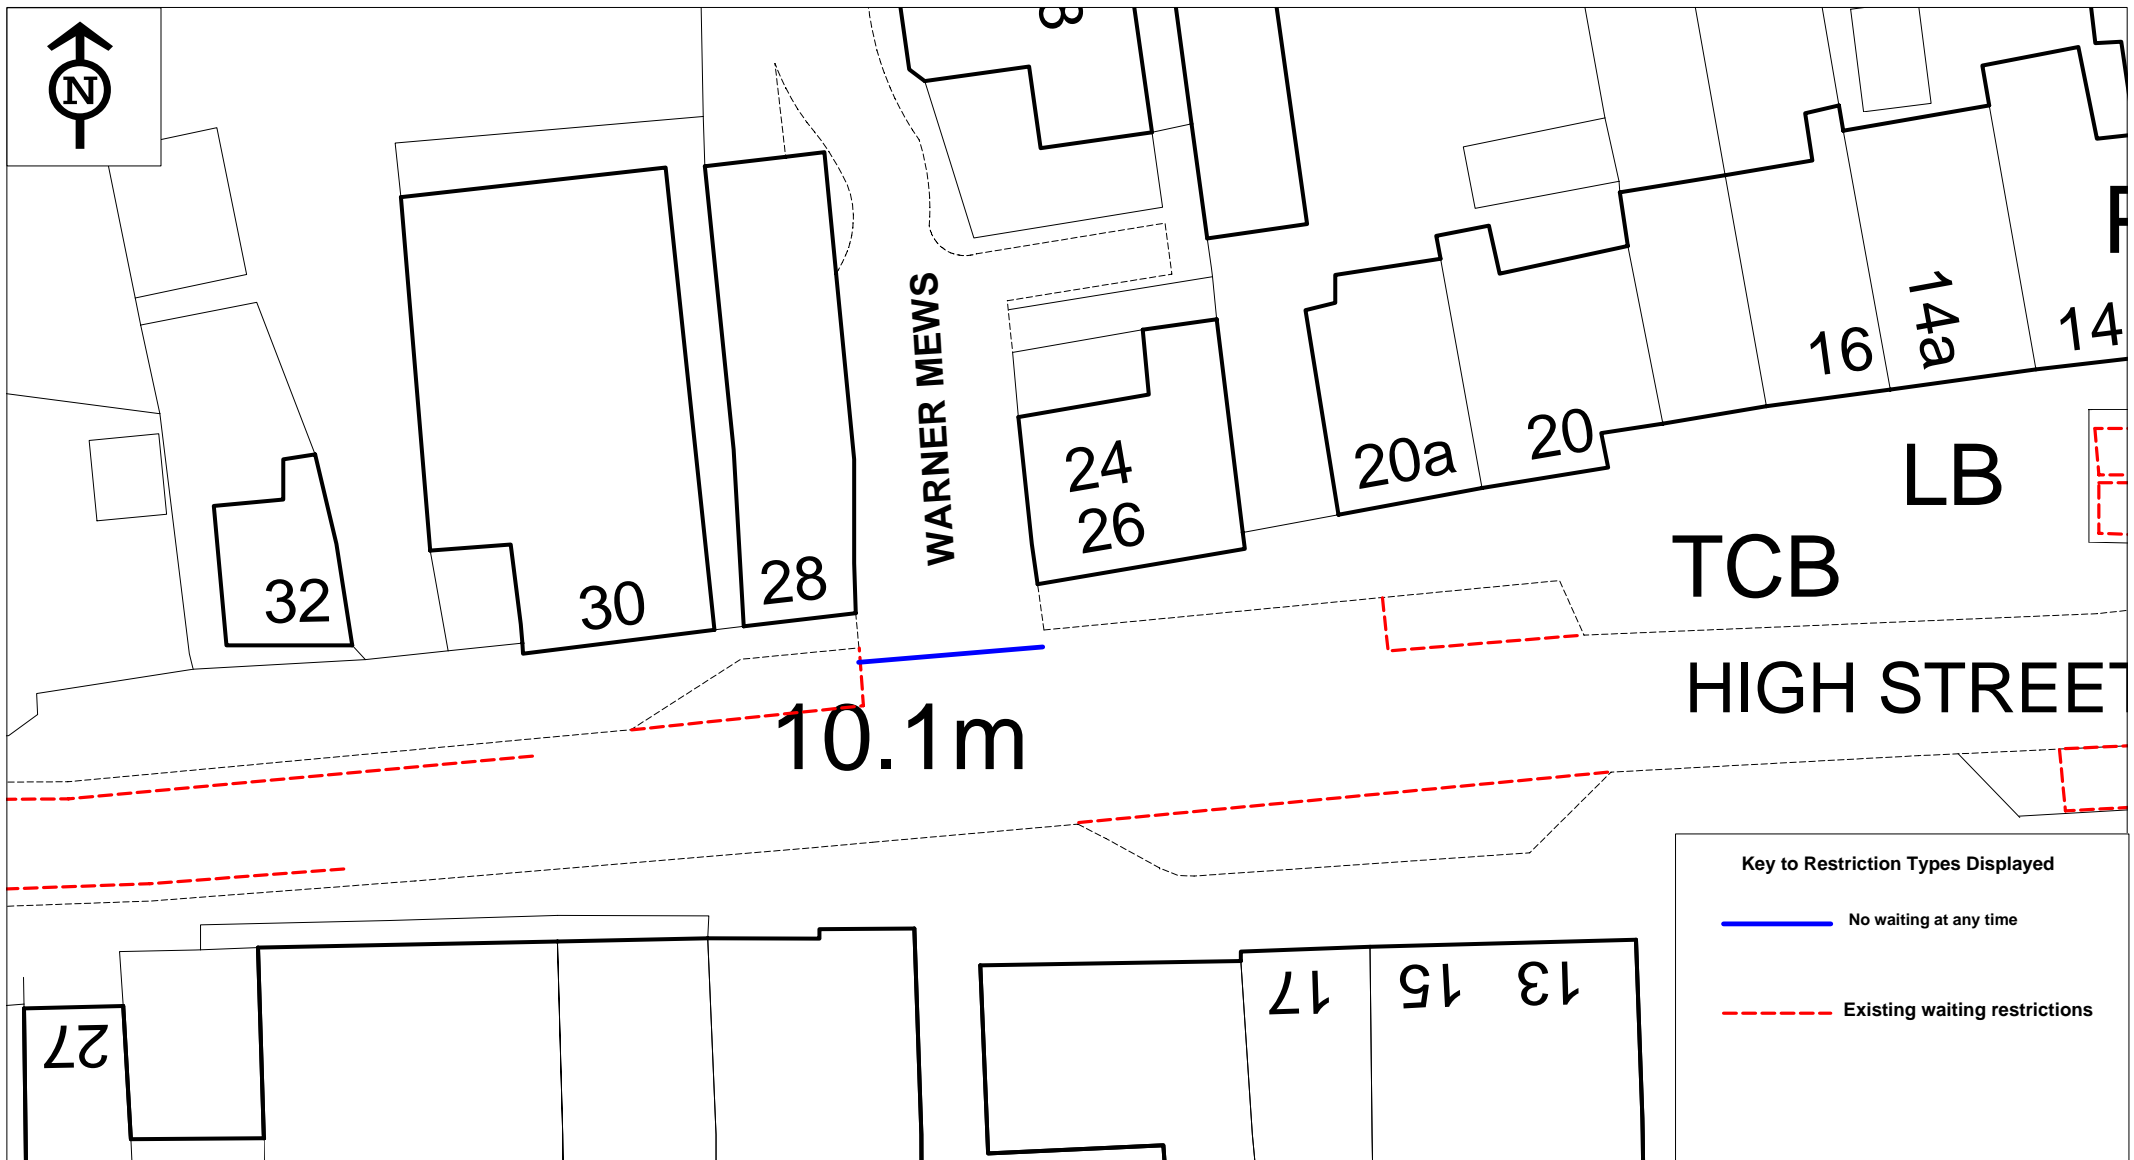 N
WARNER MEWS
24
26
20a
20
16
14a
14
LB
TCB
32
30
28
10.1m
HIGH STREET
Key to Restriction Types Displayed
No waiting at any time
Existing waiting restrictions
27
17
15
13